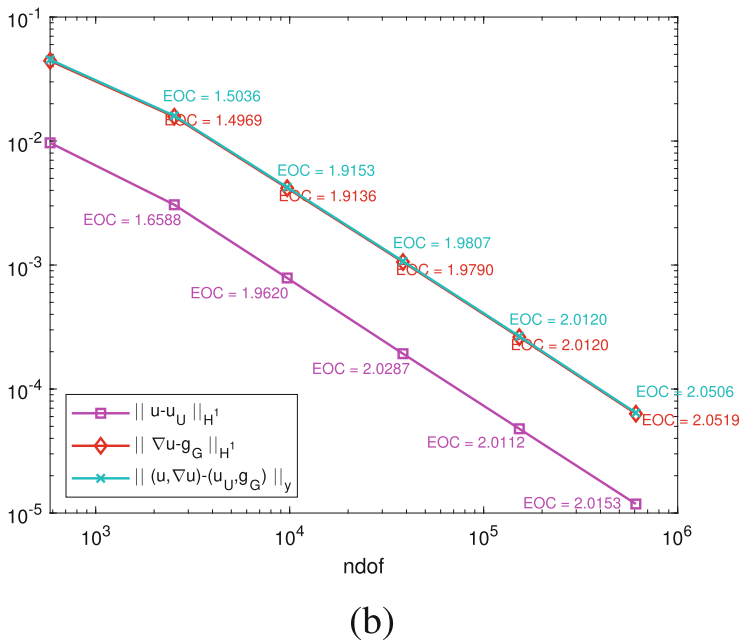 10^-1
EOC = 1.5036
EOC = 1.4969
10^-2
EOC = 1.9153
EOC = 1.9136
EOC = 1.6588
EOC = 1.9807
10^-3
EOC = 1.9790
EOC = 1.9620
EOC = 2.0120
EOC = 2.0120
EOC = 2.0287
10^-4
EOC = 2.0506
|| u-u_U ||_H^1
EOC = 2.0519
|| ∇u-g_G ||_H^1
EOC = 2.0112
|| (u,∇u)-(u_U,g_G) ||_y
EOC = 2.0153
10^-5
10^3 10^4 10^5 10^6
ndof
(b)